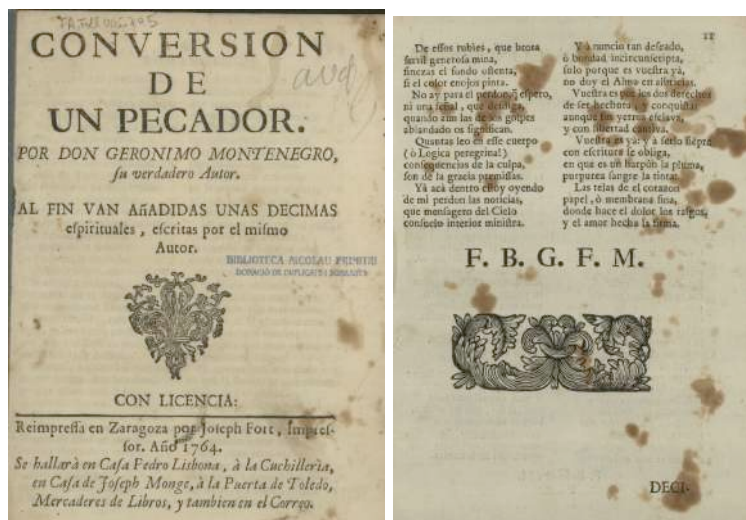 CONVERSION
DE
UN PECADOR.
POR DON GERONIMO MONTENEGRO,
su verdadero Autor.
AL FIN VAN AñADIDAS UNAS DECIMAS
espirituales, escritas por el mismo
Autor.
BIBLIOTECA NICOLAU PRIMITIU
CON LICENCIA:
Reimpressa en Zaragoza por Joseph Fort, Impres-
sor. Año 1764.
Se hallarà en Casa Pedro Lisbona, à la Cuchilleria,
en Casa de Joseph Monge, à la Puerta de Toledo,
Mercaderes de Libros, y tambien en el Correo.
11
De essos rubies, que brota
fertil generosa mina,
finezas el fondo ostenta,
si el color enojos pinta.
No ay para el perdon, espero,
ni una señal, que desdiga,
quando aun las de los golpes
ablandado os significan.
Quantas leo en esse cuerpo
(ò Logica peregrina!)
consequencias de la culpa,
son de la gracia premissas.
Yà acà dentro estoy oyendo
de mi perdon las noticias,
que mensagero del Cielo
consuelo interior ministra.
Y à nuncio tan deseado,
ò bondad incircunscripta,
solo porque es vuestra yà,
no doy el Alma en albricias.
Vuestra es por los dos derechos
de ser hechura, y conquista:
aunque sin yerros esclava,
y con libertad cautiva.
Vuestra es yà: y à serlo siẽpre
con escritura se obliga,
en que es un harpòn la pluma,
purpurea sangre la tinta.
Las telas de el corazon
papel, ò membrana fina,
donde hace el dolor los rasgos,
y el amor hecha la firma.
F. B. G. F. M.
DECI-